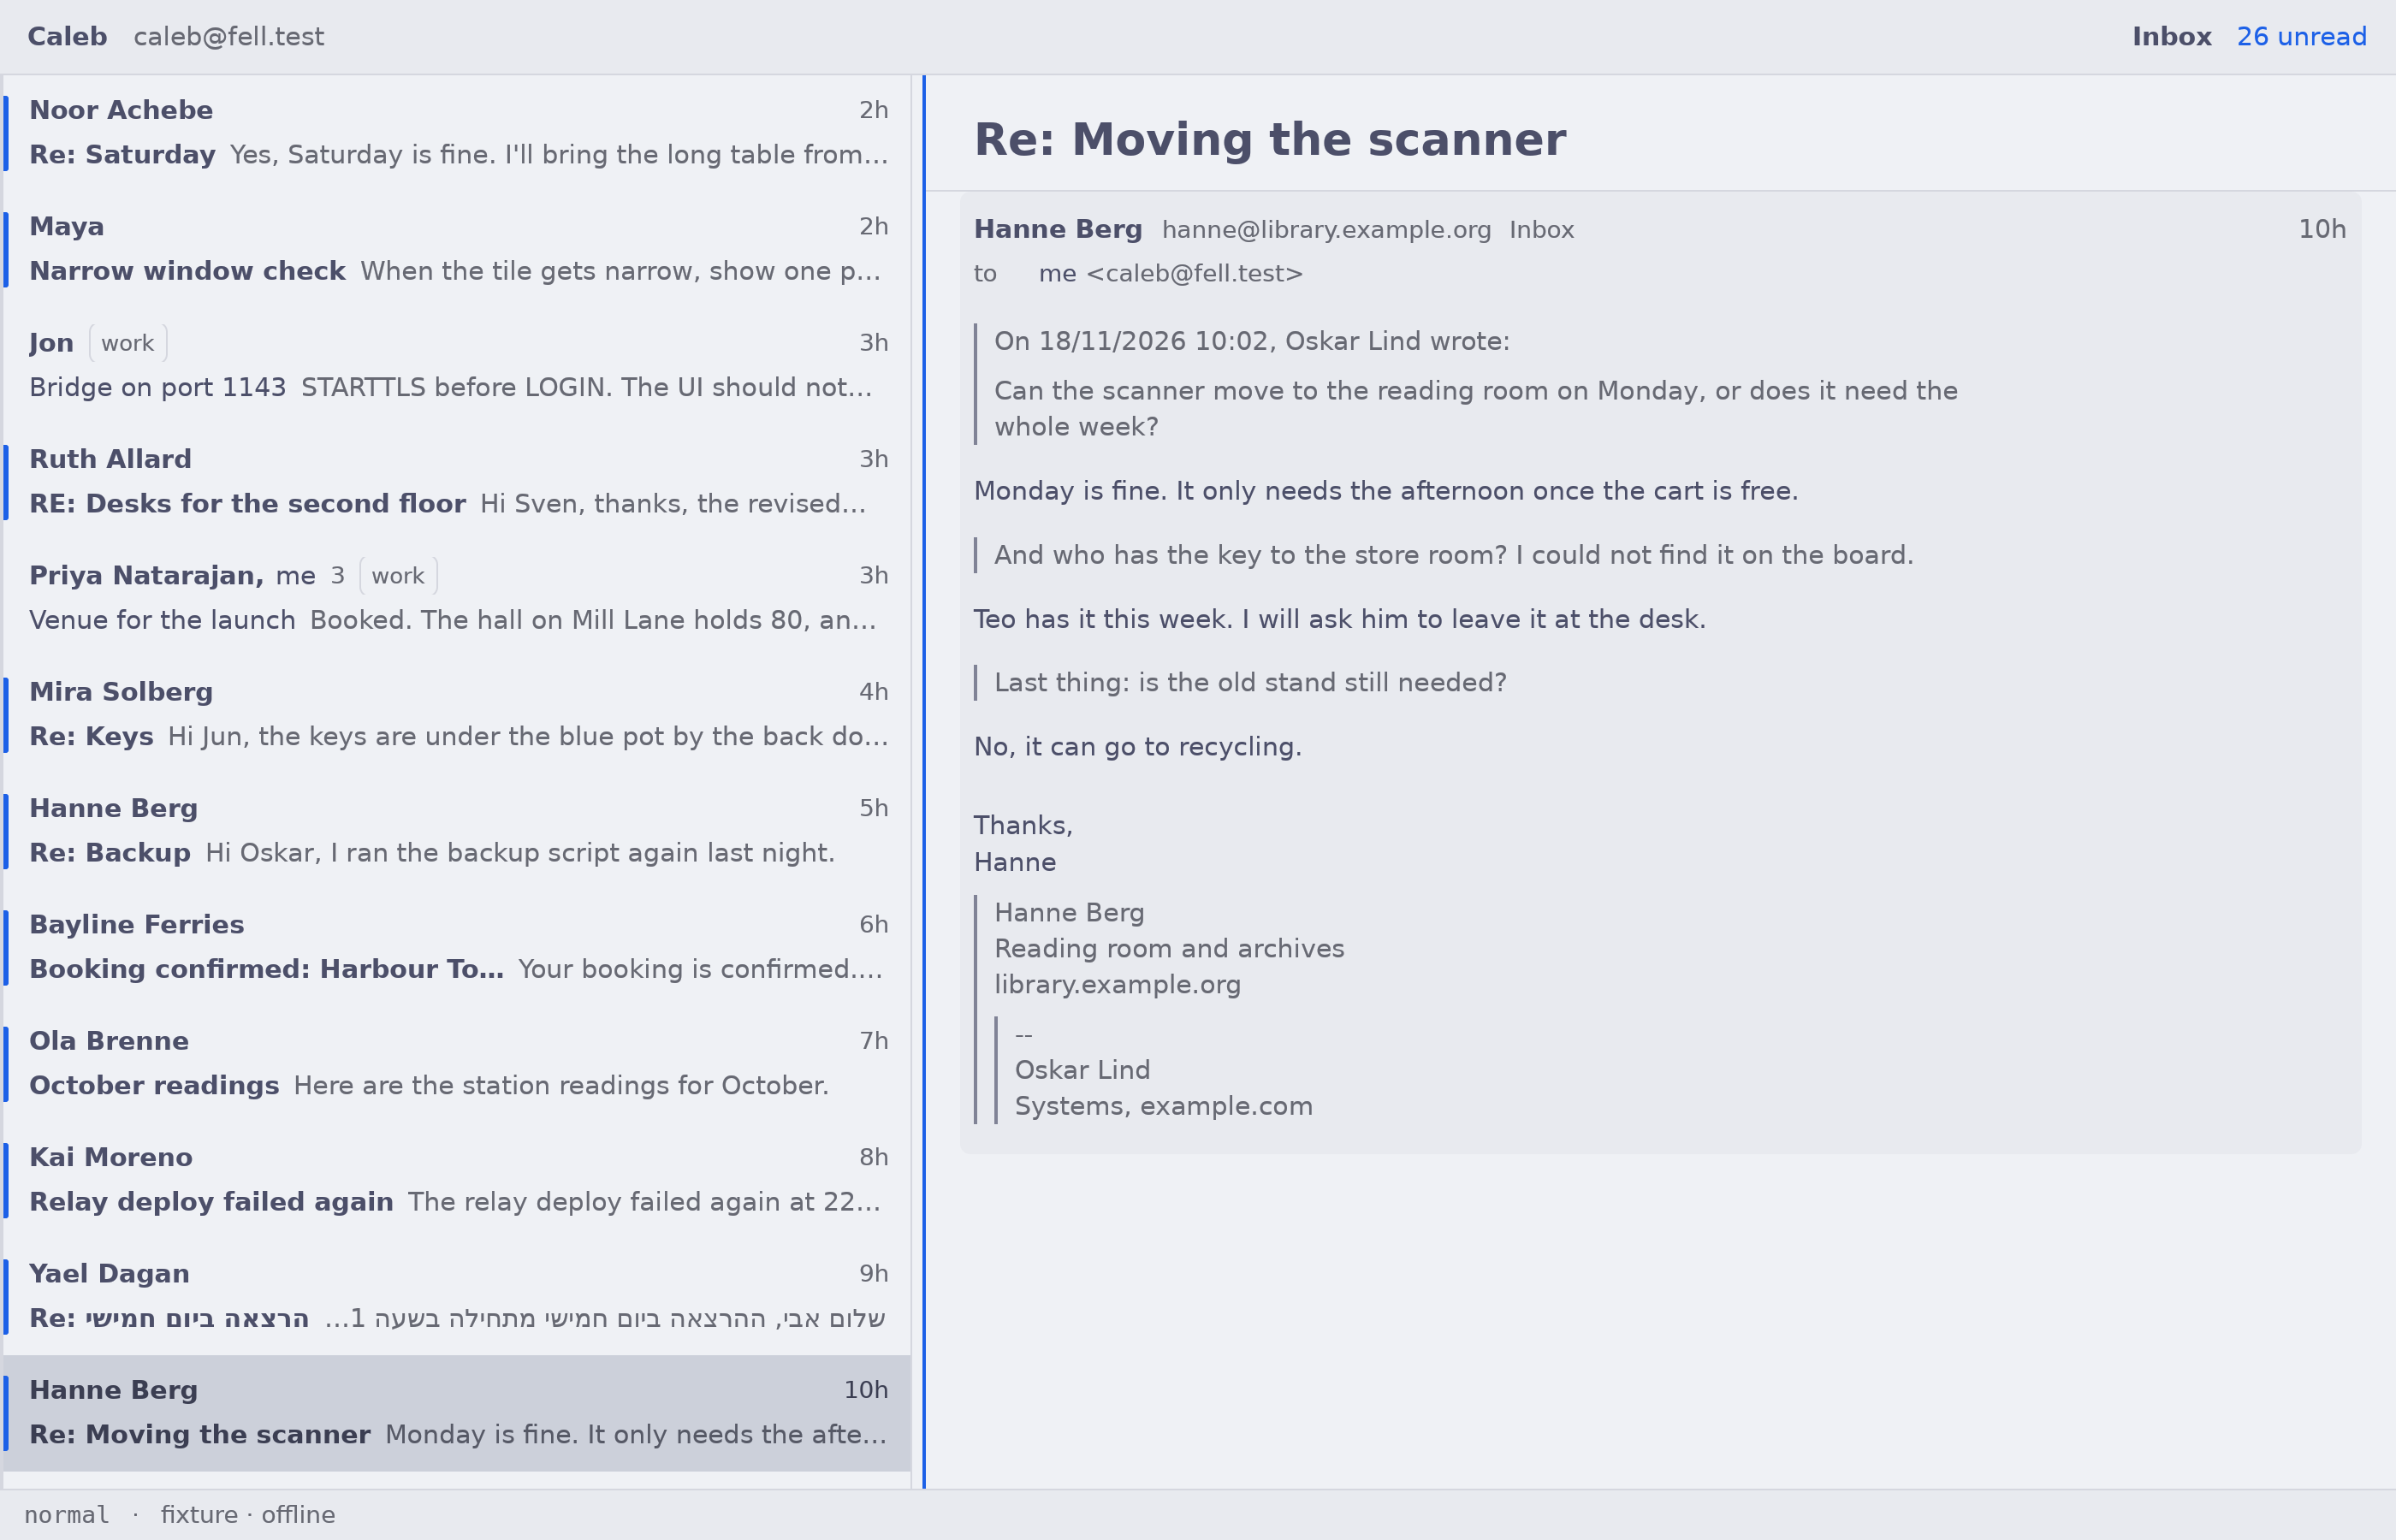 Caleb caleb@fell.test
Inbox 26 unread
Noor Achebe 2h
Re: Saturday Yes, Saturday is fine. I'll bring the long table from…
Maya 2h
Narrow window check When the tile gets narrow, show one p…
Jon work 3h
Bridge on port 1143 STARTTLS before LOGIN. The UI should not…
Ruth Allard 3h
RE: Desks for the second floor Hi Sven, thanks, the revised…
Priya Natarajan, me 3 work 3h
Venue for the launch Booked. The hall on Mill Lane holds 80, an…
Mira Solberg 4h
Re: Keys Hi Jun, the keys are under the blue pot by the back do…
Hanne Berg 5h
Re: Backup Hi Oskar, I ran the backup script again last night.
Bayline Ferries 6h
Booking confirmed: Harbour To… Your booking is confirmed.…
Ola Brenne 7h
October readings Here are the station readings for October.
Kai Moreno 8h
Relay deploy failed again The relay deploy failed again at 22…
Yael Dagan 9h
Re: הרצאה ביום חמישי שלום אבי, ההרצאה ביום חמישי מתחילה בשעה 1…
Hanne Berg 10h
Re: Moving the scanner Monday is fine. It only needs the afte…
Re: Moving the scanner
Hanne Berg hanne@library.example.org Inbox 10h
to me <caleb@fell.test>
On 18/11/2026 10:02, Oskar Lind wrote:
Can the scanner move to the reading room on Monday, or does it need the
whole week?
Monday is fine. It only needs the afternoon once the cart is free.
And who has the key to the store room? I could not find it on the board.
Teo has it this week. I will ask him to leave it at the desk.
Last thing: is the old stand still needed?
No, it can go to recycling.
Thanks,
Hanne
Hanne Berg
Reading room and archives
library.example.org
--
Oskar Lind
Systems, example.com
normal · fixture · offline